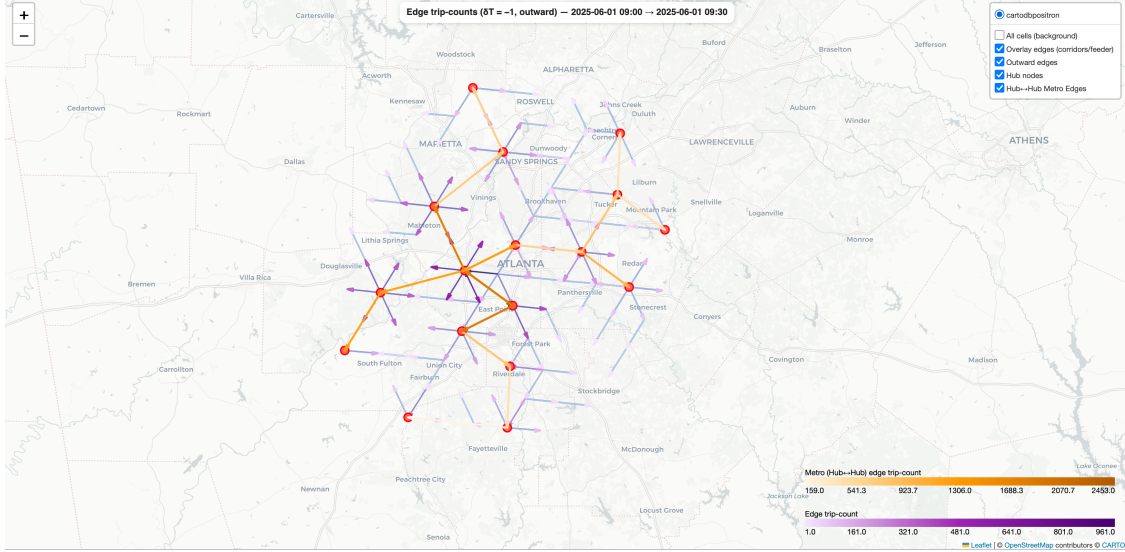 +
−
Edge trip-counts (δT = −1, outward) — 2025-06-01 09:00 → 2025-06-01 09:30
cartodbpositron
All cells (background)
Overlay edges (corridors/feeder)
Outward edges
Hub nodes
Hub↔Hub Metro Edges
Cartersville
Buford
Braselton
Jefferson
Woodstock
ALPHARETTA
Acworth
Kennesaw
ROSWELL
Johns Creek
Duluth
Cedartown
Rockmart
Auburn
Winder
ATHENS
MARIETTA
Corners
LAWRENCEVILLE
Dunwoody
SANDY SPRINGS
Dallas
Lilburn
Vinings
Brookhaven
Tucker
Mountain Park
Snellville
Loganville
Mableton
Lithia Springs
Monroe
ATLANTA
Redan
Douglasville
Villa Rica
Bremen
Panthersville
East Point
Stonecrest
Conyers
Forest Park
South Fulton
Union City
Carrollton
Fairburn
Riverdale
Covington
Madison
Stockbridge
Fayetteville
McDonough
Peachtree City
Newnan
Jackson Lake
Lake Oconee
Locust Grove
Senoia
Metro (Hub↔Hub) edge trip-count
159.0 541.3 923.7 1306.0 1688.3 2070.7 2453.0
Edge trip-count
1.0 161.0 321.0 481.0 641.0 801.0 961.0
Leaflet | © OpenStreetMap contributors © CARTO